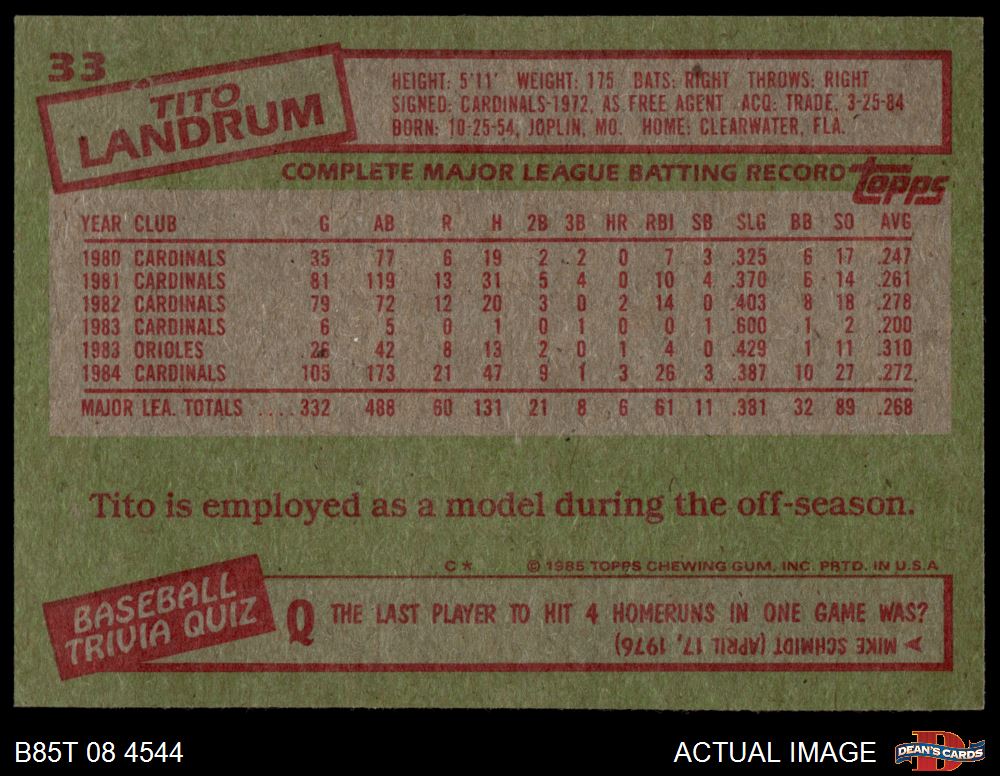 33
TITO
LANDRUM
HEIGHT: 5'11" WEIGHT: 175 BATS: RIGHT THROWS: RIGHT
SIGNED: CARDINALS-1972, AS FREE AGENT ACQ: TRADE, 3-25-84
BORN: 10-25-54, JOPLIN, MO. HOME: CLEARWATER, FLA.
COMPLETE MAJOR LEAGUE BATTING RECORD topps
YEAR CLUB G AB R H 2B 3B HR RBI SB SLG BB SO AVG
1980 CARDINALS 35 77 6 19 2 2 0 7 3 .325 6 17 .247
1981 CARDINALS 81 119 13 31 5 4 0 10 4 .370 6 14 .261
1982 CARDINALS 79 72 12 20 3 0 2 14 0 .403 8 18 .278
1983 CARDINALS 6 5 0 1 0 1 0 0 1 .600 1 2 .200
1983 ORIOLES 26 42 8 13 2 0 1 4 0 .429 1 11 .310
1984 CARDINALS 105 173 21 47 9 1 3 26 3 .387 10 27 .272
MAJOR LEA. TOTALS .... 332 488 60 131 21 8 6 61 11 .381 32 89 .268
Tito is employed as a model during the off-season.
C* © 1985 TOPPS CHEWING GUM, INC. PRTD. IN U.S.A
BASEBALL
TRIVIA QUIZ
Q THE LAST PLAYER TO HIT 4 HOMERUNS IN ONE GAME WAS?
MIKE SCHMIDT (APRIL 17, 1976)
B85T 08 4544 ACTUAL IMAGE DEAN'S CARDS